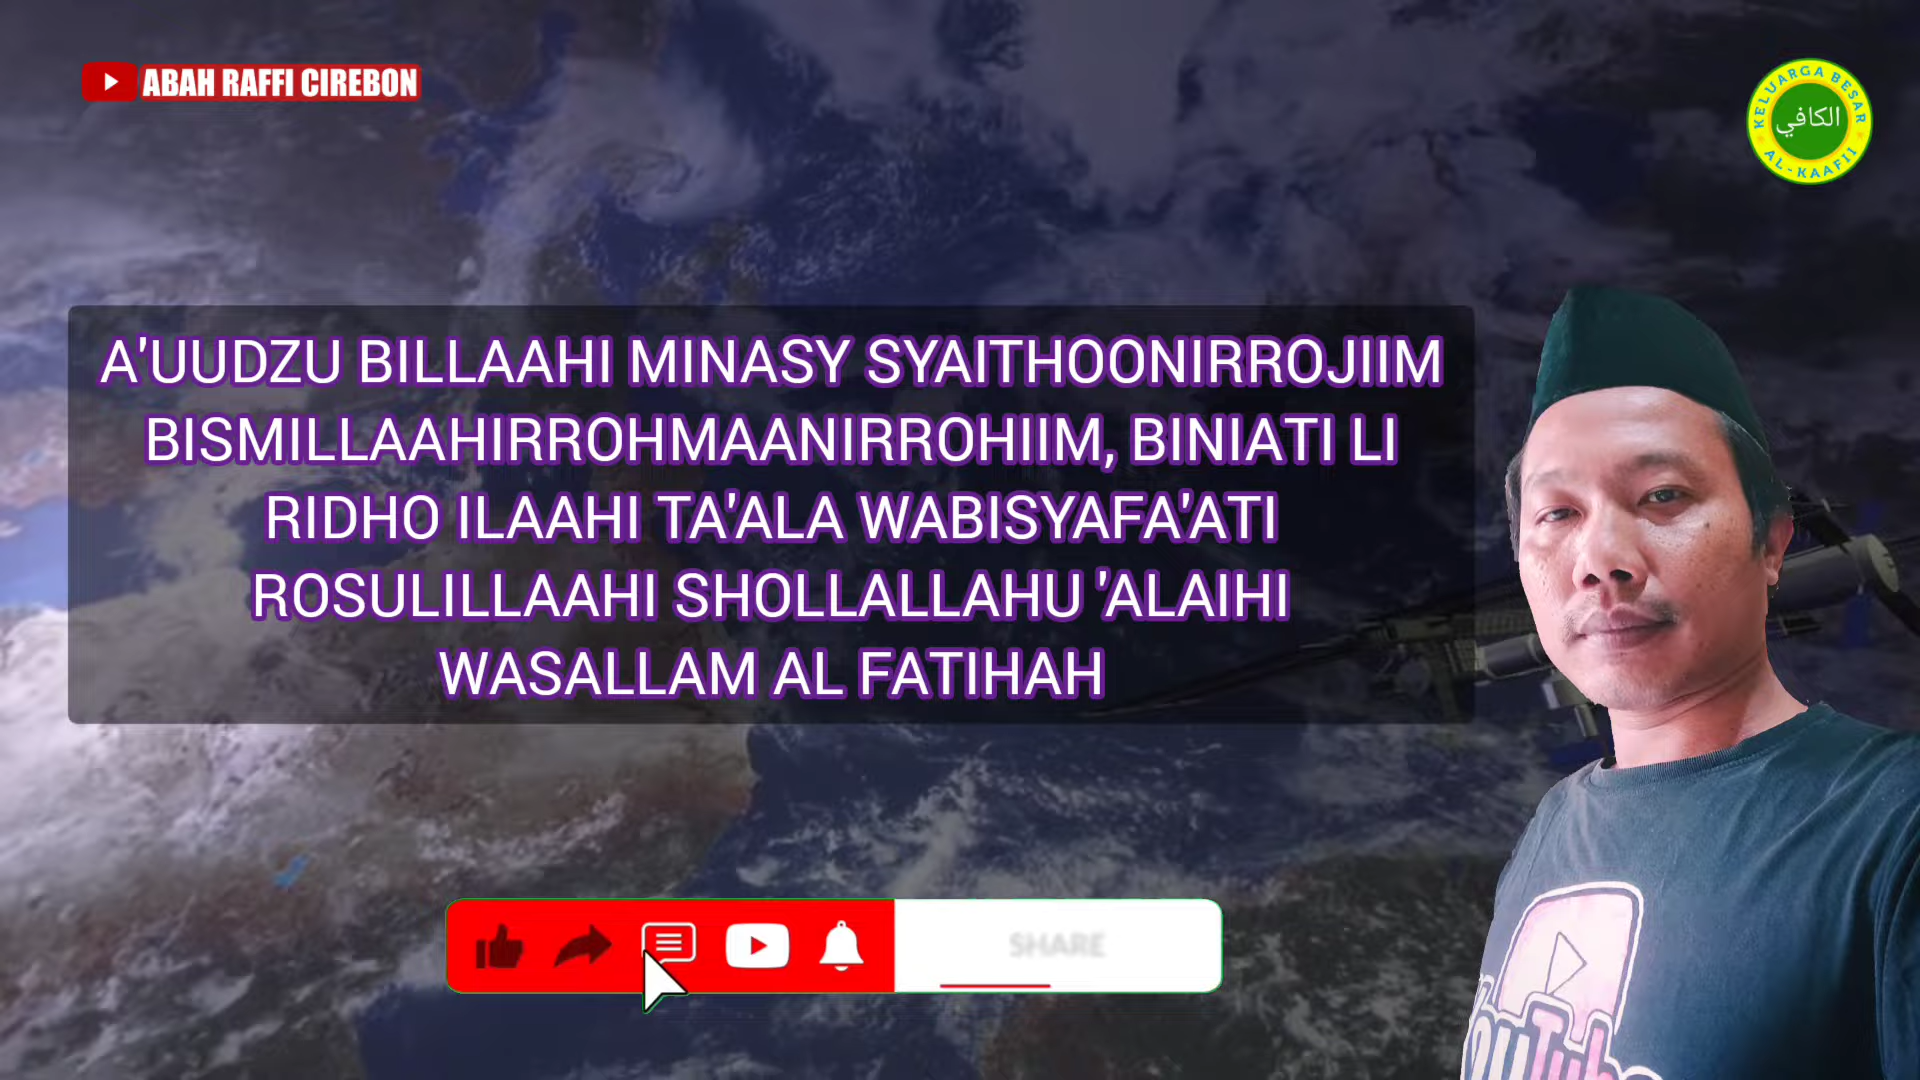 ABAH RAFFI CIREBON
KELUARGA BESAR
الكافي
AL-KAAFII
A'UUDZU BILLAAHI MINASY SYAITHOONIRROJIIM
BISMILLAAHIRROHMAANIRROHIIM, BINIATI LI
RIDHO ILAAHI TA'ALA WABISYAFA'ATI
ROSULILLAAHI SHOLLALLAHU 'ALAIHI
WASALLAM AL FATIHAH
SHARE